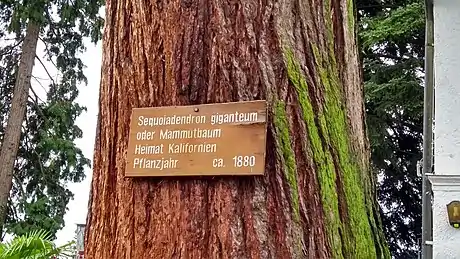 Sequoiadendron giganteum
oder Mammutbaum
Heimat Kalifornien
Pflanzjahr ca. 1880